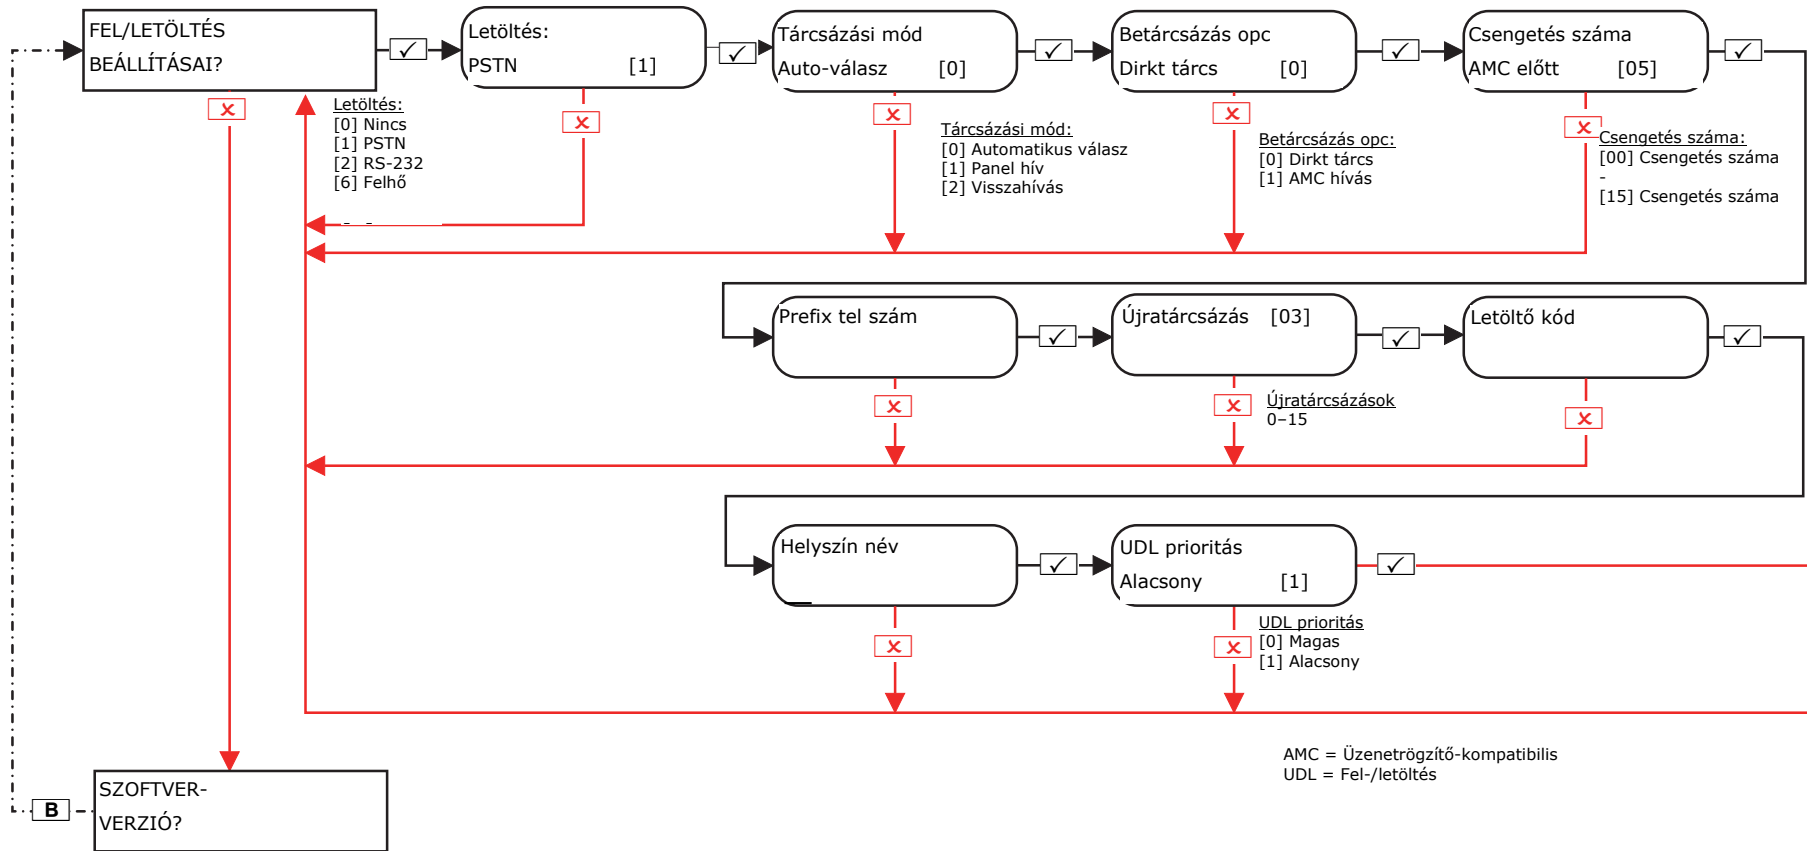 FEL/LETÖLTÉS
BEÁLLÍTÁSAI?
Letöltés:
PSTN [1]
Tárcsázási mód
Auto-válasz [0]
Betárcsázás opc
Dirkt tárcs [0]
Csengetés száma
AMC előtt [05]
Letöltés:
[0] Nincs
[1] PSTN
[2] RS-232
[6] Felhő
Tárcsázási mód:
[0] Automatikus válasz
[1] Panel hív
[2] Visszahívás
Betárcsázás opc:
[0] Dirkt tárcs
[1] AMC hívás
Csengetés száma:
[00] Csengetés száma
-
[15] Csengetés száma
Prefix tel szám
Újratárcsázás [03]
Letöltő kód
Újratárcsázások
0–15
Helyszín név
UDL prioritás
Alacsony [1]
UDL prioritás
[0] Magas
[1] Alacsony
AMC = Üzenetrögzítő-kompatibilis
UDL = Fel-/letöltés
SZOFTVER-
VERZIÓ?
B